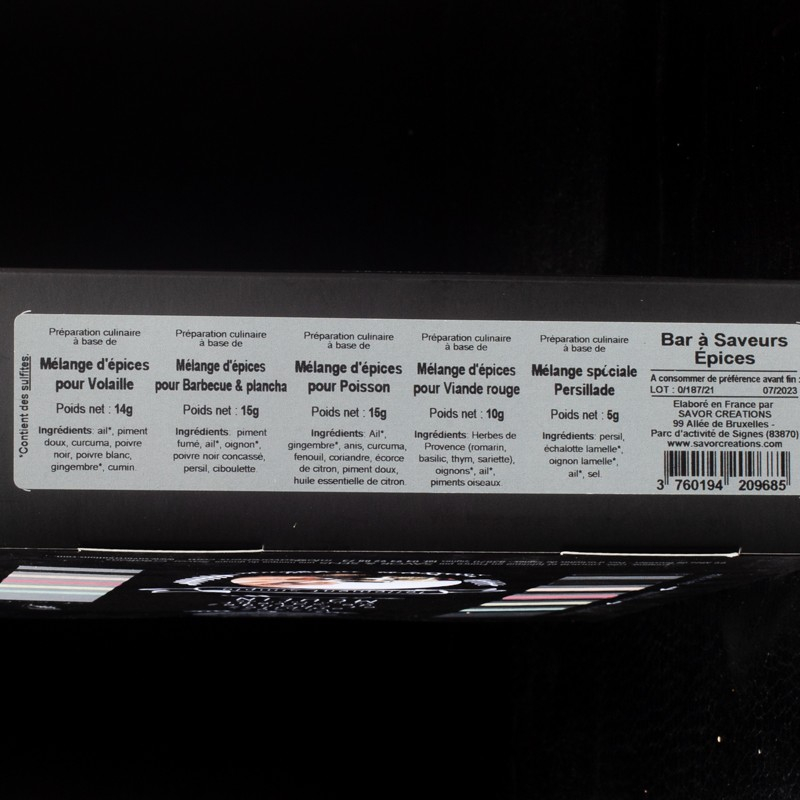 *Contient des sulfites.
Préparation culinaire
à base de
Mélange d'épices
pour Volaille
Poids net : 14g
Ingrédients: ail*, piment
doux, curcuma, poivre
noir, poivre blanc,
gingembre*, cumin.
Préparation culinaire
à base de
Mélange d'épices
pour Barbecue & plancha
Poids net : 15g
Ingrédients: piment
fumé, ail*, oignon*,
poivre noir concassé,
persil, ciboulette.
Préparation culinaire
à base de
Mélange d'épices
pour Poisson
Poids net : 15g
Ingrédients: Ail*,
gingembre*, anis, curcuma,
fenouil, coriandre, écorce
de citron, piment doux,
huile essentielle de citron.
Préparation culinaire
à base de
Mélange d'épices
pour Viande rouge
Poids net : 10g
Ingrédients: Herbes de
Provence (romarin,
basilic, thym, sariette),
oignons*, ail*,
piments oiseaux.
Préparation culinaire
à base de
Mélange spéciale
Persillade
Poids net : 5g
Ingrédients: persil,
échalotte lamelle*,
oignon lamelle*,
ail*, sel.
Bar à Saveurs
Épices
A consommer de préférence avant fin :
LOT : 0/187/21 07/2023
Elaboré en France par
SAVOR CREATIONS
99 Allée de Bruxelles -
Parc d'activité de Signes (83870)
www.savorcreations.com
3 760194 209685